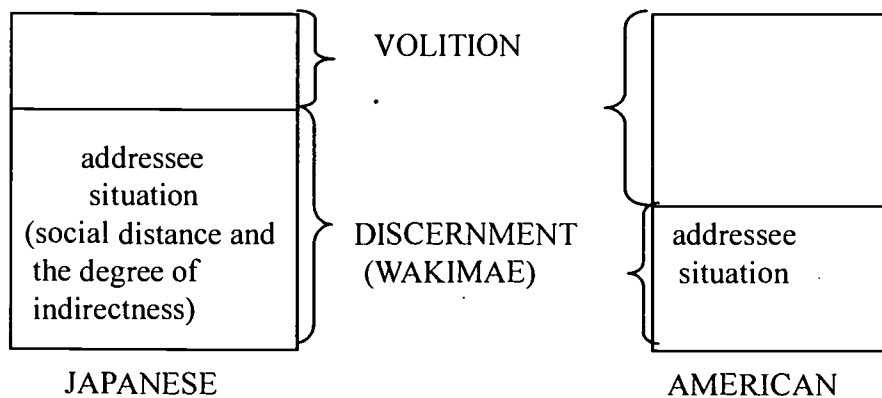 VOLITION
addressee
situation
(social distance and
the degree of
indirectness)
DISCERNMENT
(WAKIMAE)
addressee
situation
JAPANESE
AMERICAN